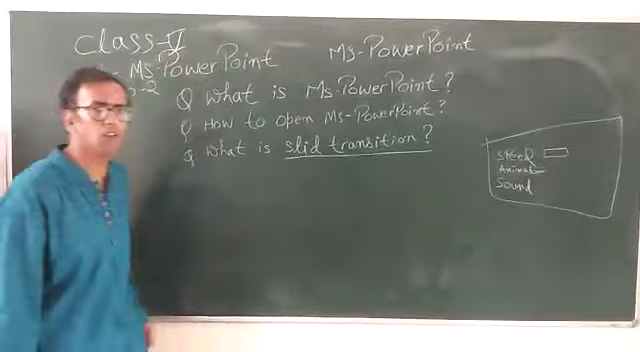 Class-V
Ms-PowerPoint
Ms-PowerPoint
-2
Q What is Ms-PowerPoint?
Q How to open Ms-PowerPoint?
Q What is slid transition?
Speed
Animat
Sound